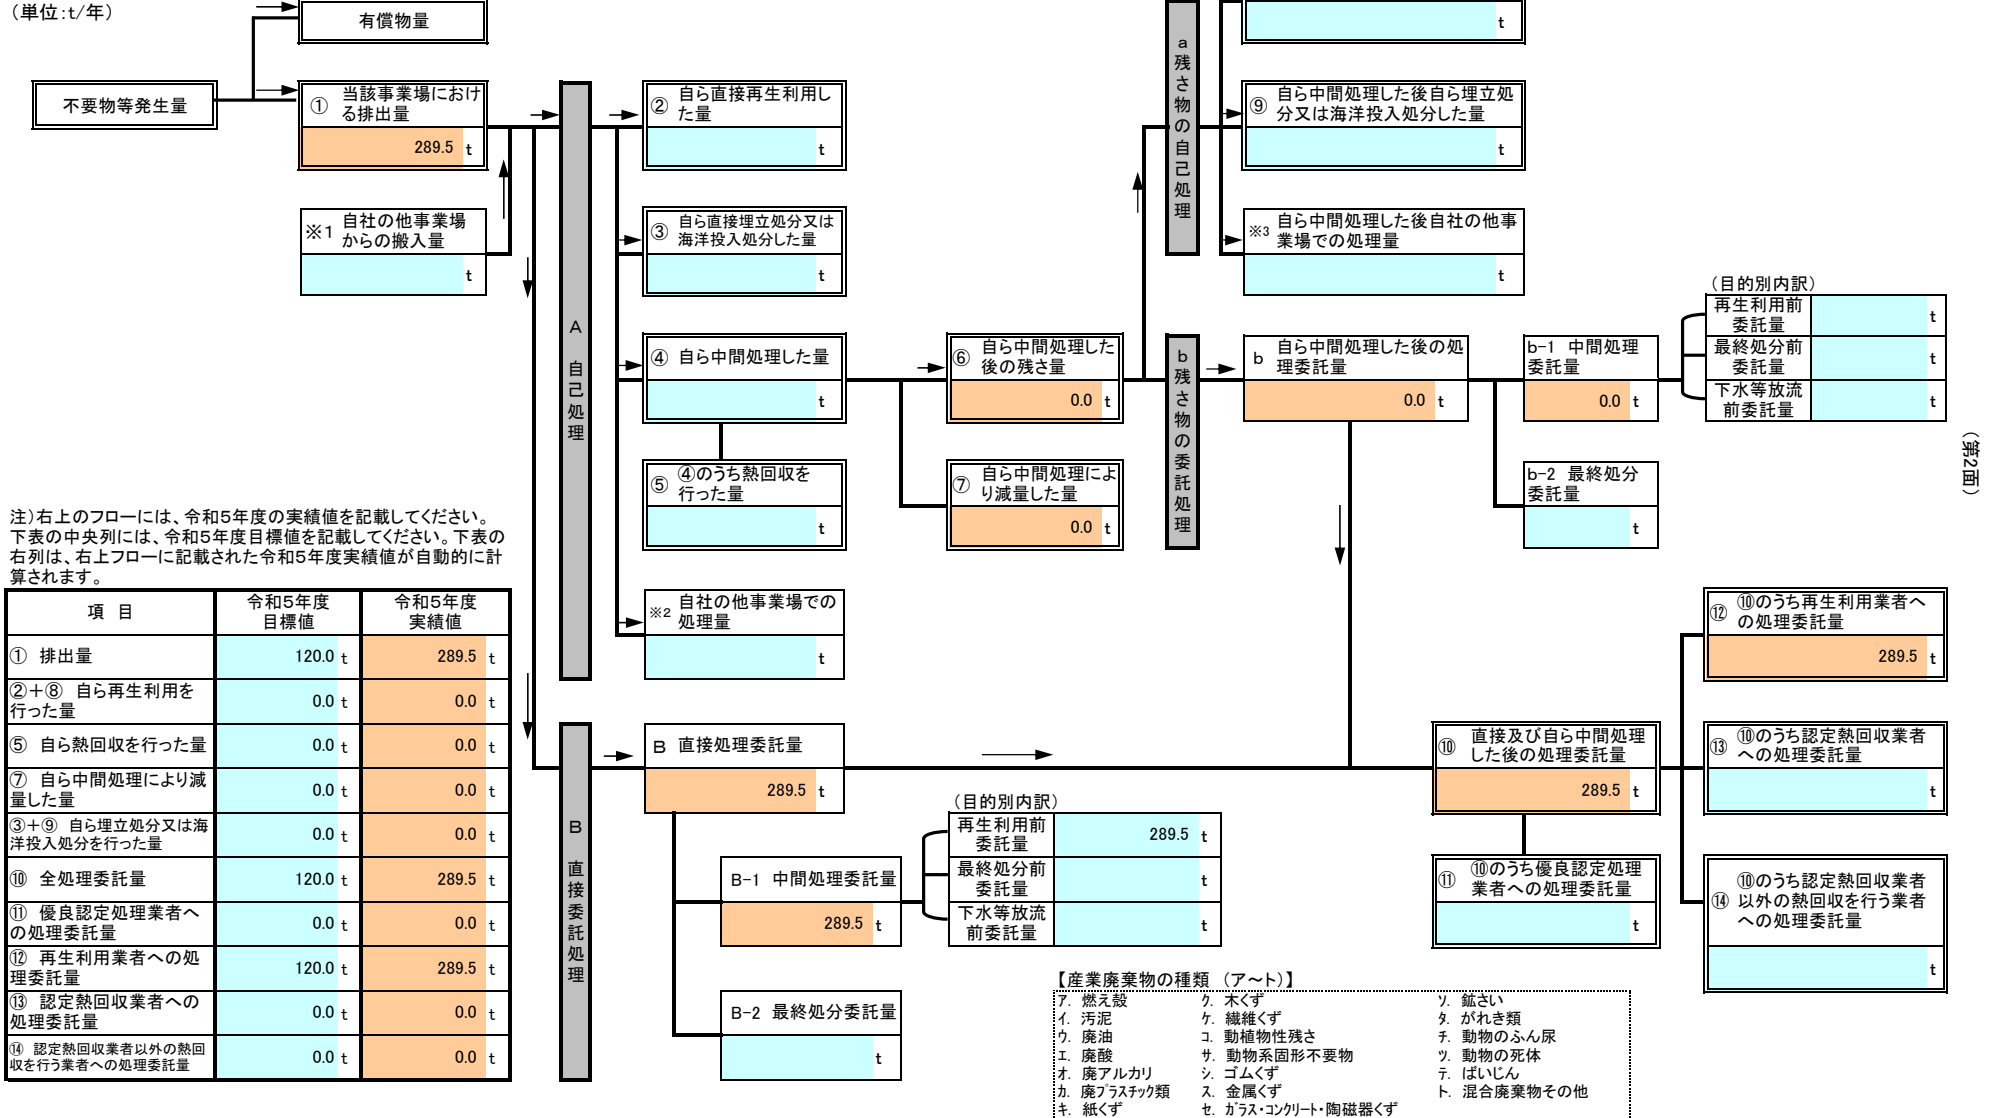 (単位:t/年)
有償物量
不要物等発生量
① 当該事業場におけ
る排出量
289.5 t
※1 自社の他事業場
からの搬入量
t
A 自己処理
② 自ら直接再生利用し
た量
t
③ 自ら直接埋立処分又は
海洋投入処分した量
t
④ 自ら中間処理した量
t
⑤ ④のうち熱回収を
行った量
t
※2 自社の他事業場での
処理量
t
⑥ 自ら中間処理した
後の残さ量
0.0 t
⑦ 自ら中間処理によ
り減量した量
0.0 t
a 残さ物の自己処理
t
⑨ 自ら中間処理した後自ら埋立処
分又は海洋投入処分した量
t
※3 自ら中間処理した後自社の他事
業場での処理量
t
b 残さ物の委託処理
b 自ら中間処理した後の処
理委託量
0.0 t
b-1 中間処理
委託量
0.0 t
b-2 最終処分
委託量
t
(目的別内訳)
再生利用前
委託量
t
最終処分前
委託量
t
下水等放流
前委託量
t
(第2面)
注)右上のフローには、令和5年度の実績値を記載してください。
下表の中央列には、令和5年度目標値を記載してください。下表の
右列は、右上フローに記載された令和5年度実績値が自動的に計
算されます。
項 目
令和5年度
目標値
令和5年度
実績値
① 排出量 120.0 t 289.5 t
②+⑧ 自ら再生利用を
行った量
0.0 t 0.0 t
⑤ 自ら熱回収を行った量 0.0 t 0.0 t
⑦ 自ら中間処理により減
量した量
0.0 t 0.0 t
③+⑨ 自ら埋立処分又は海
洋投入処分を行った量
0.0 t 0.0 t
⑩ 全処理委託量 120.0 t 289.5 t
⑪ 優良認定処理業者へ
の処理委託量
0.0 t 0.0 t
⑫ 再生利用業者への処
理委託量
120.0 t 289.5 t
⑬ 認定熱回収業者への
処理委託量
0.0 t 0.0 t
⑭ 認定熱回収業者以外の熱回
収を行う業者への処理委託量
0.0 t 0.0 t
B 直接委託処理
B 直接処理委託量
289.5 t
B-1 中間処理委託量
289.5 t
B-2 最終処分委託量
t
(目的別内訳)
再生利用前
委託量
289.5 t
最終処分前
委託量
t
下水等放流
前委託量
t
⑩ 直接及び自ら中間処理
した後の処理委託量
289.5 t
⑪ ⑩のうち優良認定処理
業者への処理委託量
t
⑫ ⑩のうち再生利用業者へ
の処理委託量
289.5 t
⑬ ⑩のうち認定熱回収業者
への処理委託量
t
⑭ ⑩のうち認定熱回収業者
以外の熱回収を行う業者
への処理委託量
t
【産業廃棄物の種類 (ア~ト)】
ア. 燃え殻 ク. 木くず ソ. 鉱さい
イ. 汚泥 ケ. 繊維くず タ. がれき類
ウ. 廃油 コ. 動植物性残さ チ. 動物のふん尿
エ. 廃酸 サ. 動物系固形不要物 ツ. 動物の死体
オ. 廃アルカリ シ. ゴムくず テ. ばいじん
カ. 廃プラスチック類 ス. 金属くず ト. 混合廃棄物その他
キ. 紙くず セ. ガラス・コンクリート・陶磁器くず